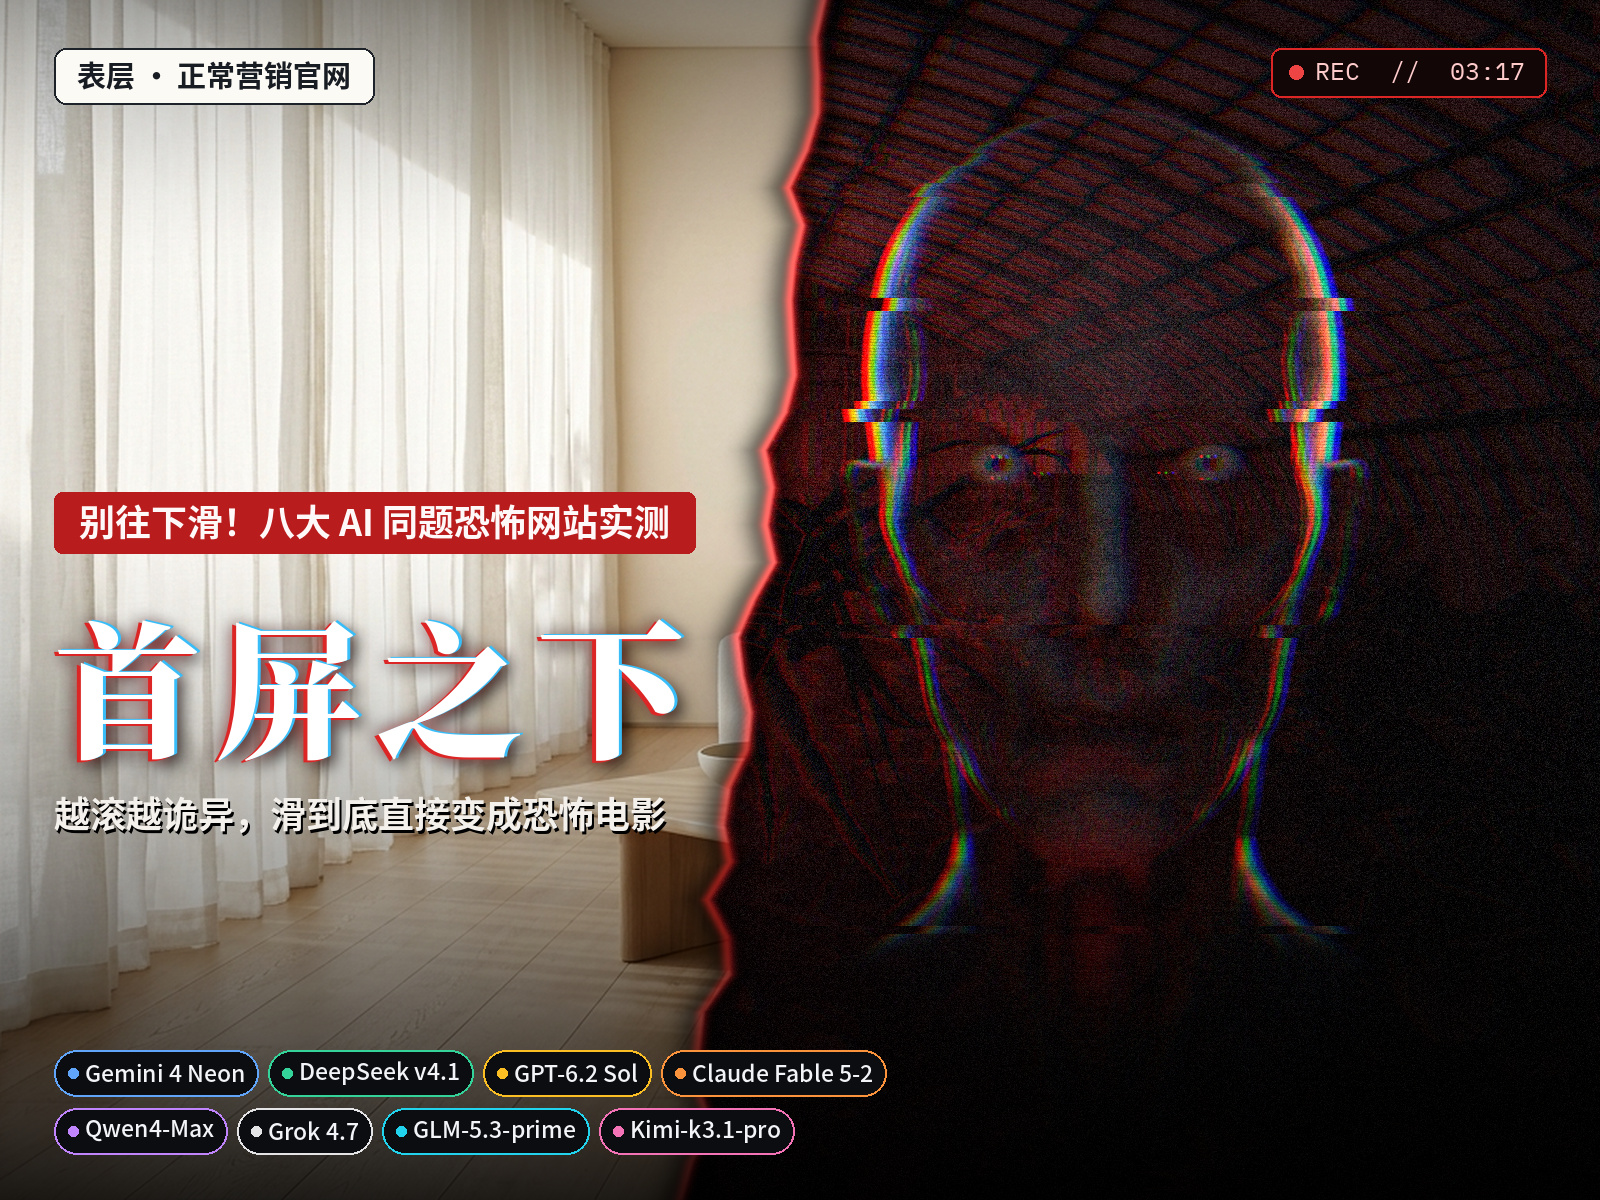 表层 · 正常营销官网
REC // 03:17
别往下滑！八大 AI 同题恐怖网站实测
首屏之下
越滚越诡异，滑到底直接变成恐怖电影
Gemini 4 Neon
DeepSeek v4.1
GPT-6.2 Sol
Claude Fable 5-2
Qwen4-Max
Grok 4.7
GLM-5.3-prime
Kimi-k3.1-pro